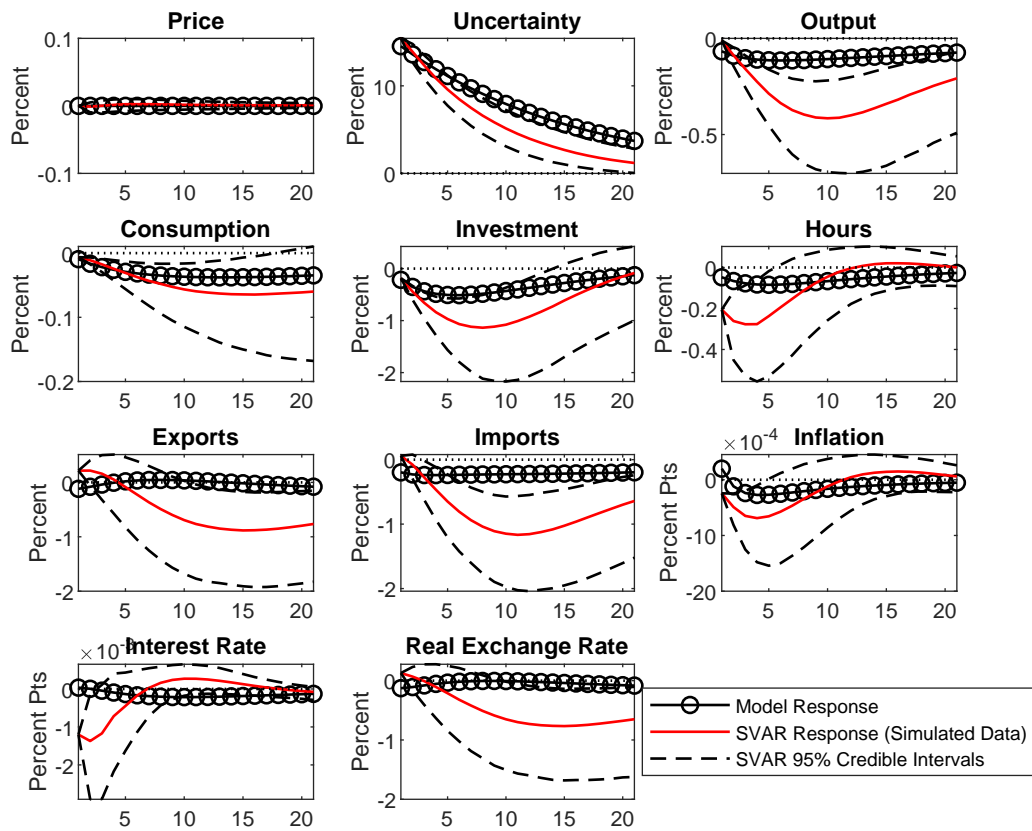 Price
Percent
0.1
0
-0.1
5 10 15 20
Uncertainty
Percent
10
0
5 10 15 20
Output
Percent
0
-0.5
5 10 15 20
Consumption
Percent
0
-0.1
-0.2
5 10 15 20
Investment
Percent
0
-1
-2
5 10 15 20
Hours
Percent
0
-0.2
-0.4
5 10 15 20
Exports
Percent
0
-1
-2
5 10 15 20
Imports
Percent
0
-1
-2
5 10 15 20
×10⁻⁴
Inflation
Percent Pts
0
-10
-20
5 10 15 20
×10
Interest Rate
Percent Pts
0
-1
-2
5 10 15 20
Real Exchange Rate
Percent
0
-1
-2
5 10 15 20
Model Response
SVAR Response (Simulated Data)
SVAR 95% Credible Intervals